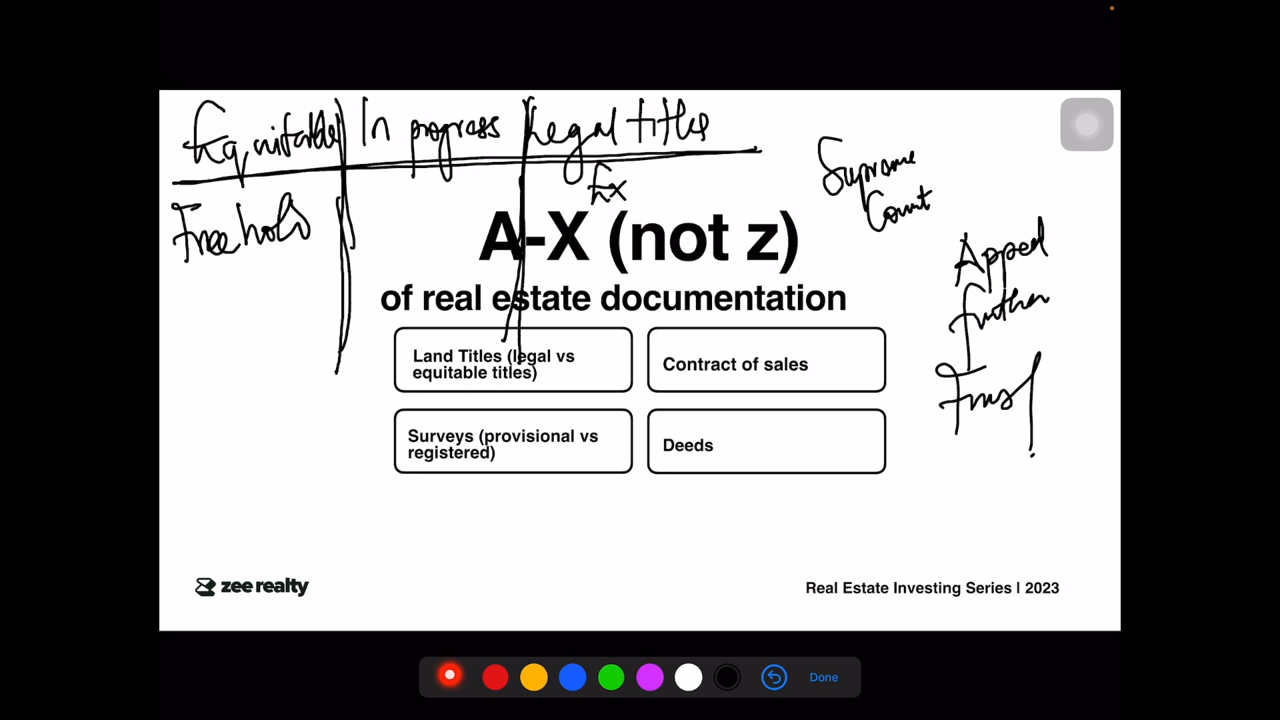 Equitable In progress Legal title
Ex
Freehold
Supreme
Court
Appeal
further
A-X (not z)
of real estate documentation
Land Titles (legal vs
equitable titles)
Contract of sales
Surveys (provisional vs
registered)
Deeds
zee realty
Real Estate Investing Series | 2023
Done